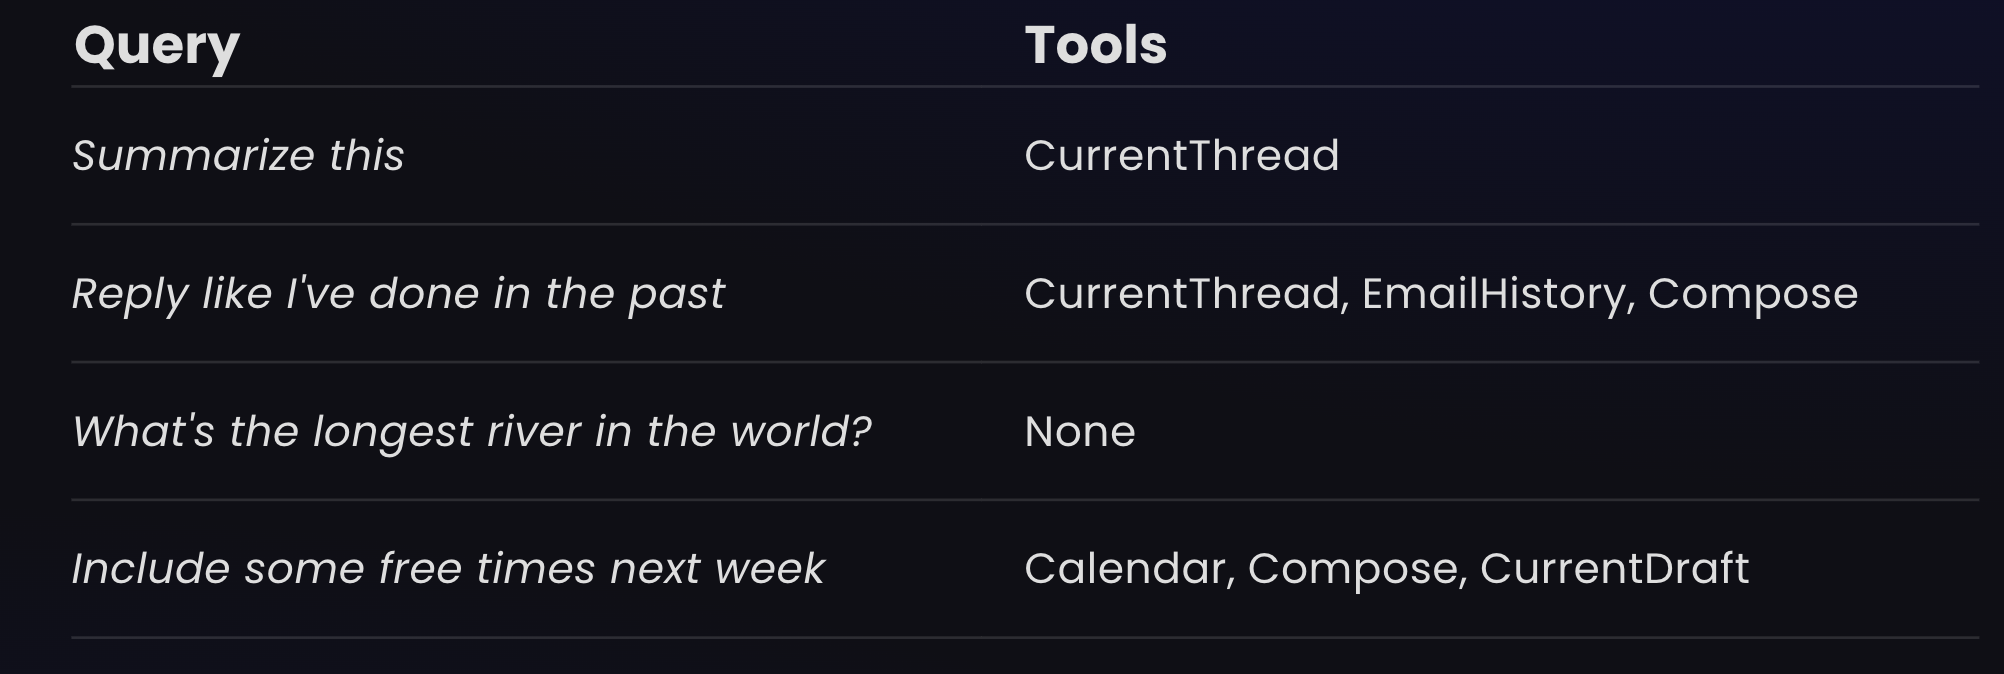 Query Tools
Summarize this CurrentThread
Reply like I've done in the past CurrentThread, EmailHistory, Compose
What's the longest river in the world? None
Include some free times next week Calendar, Compose, CurrentDraft